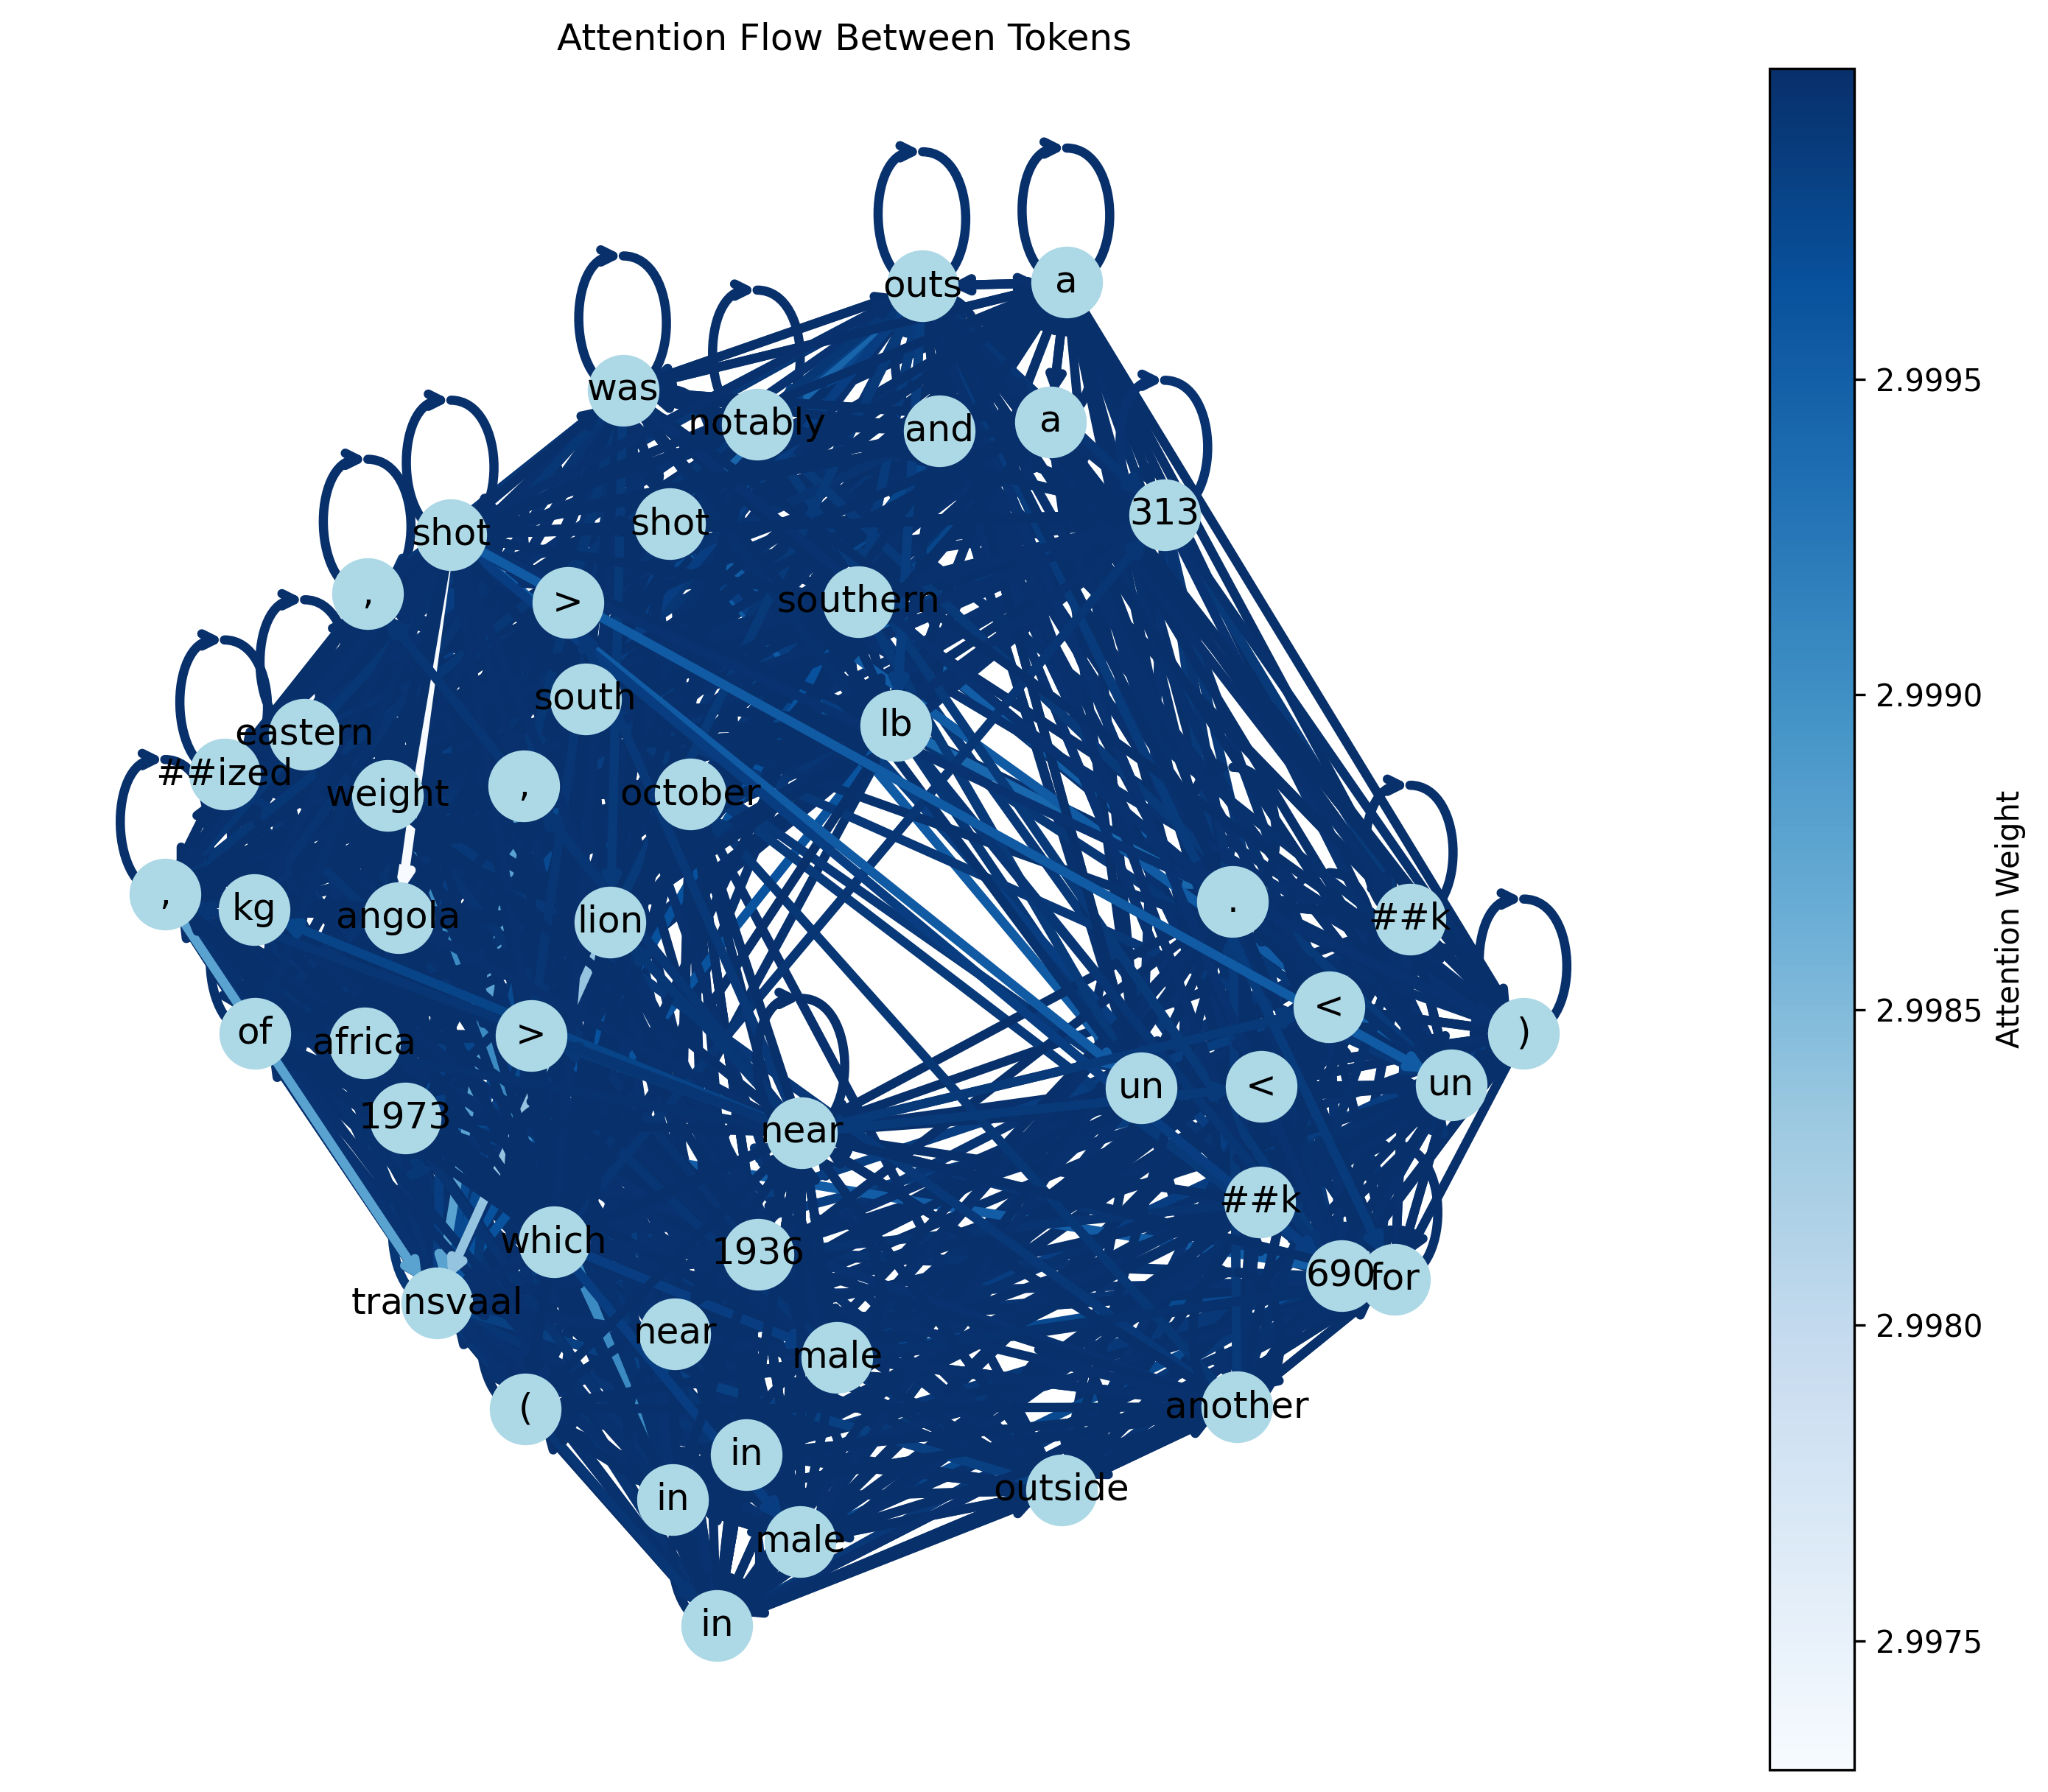 Attention Flow Between Tokens
outs
a
was
notably
and
a
313
shot
shot
,
>
southern
south
lb
eastern
##ized
weight
,
october
2.9995
2.9990
2.9985
2.9980
2.9975
Attention Weight
,
kg
angola
lion
.
##k
of
africa
>
<
)
1973
near
un
<
un
##k
which
1936
690
for
transvaal
near
male
(
another
in
in
outside
male
in